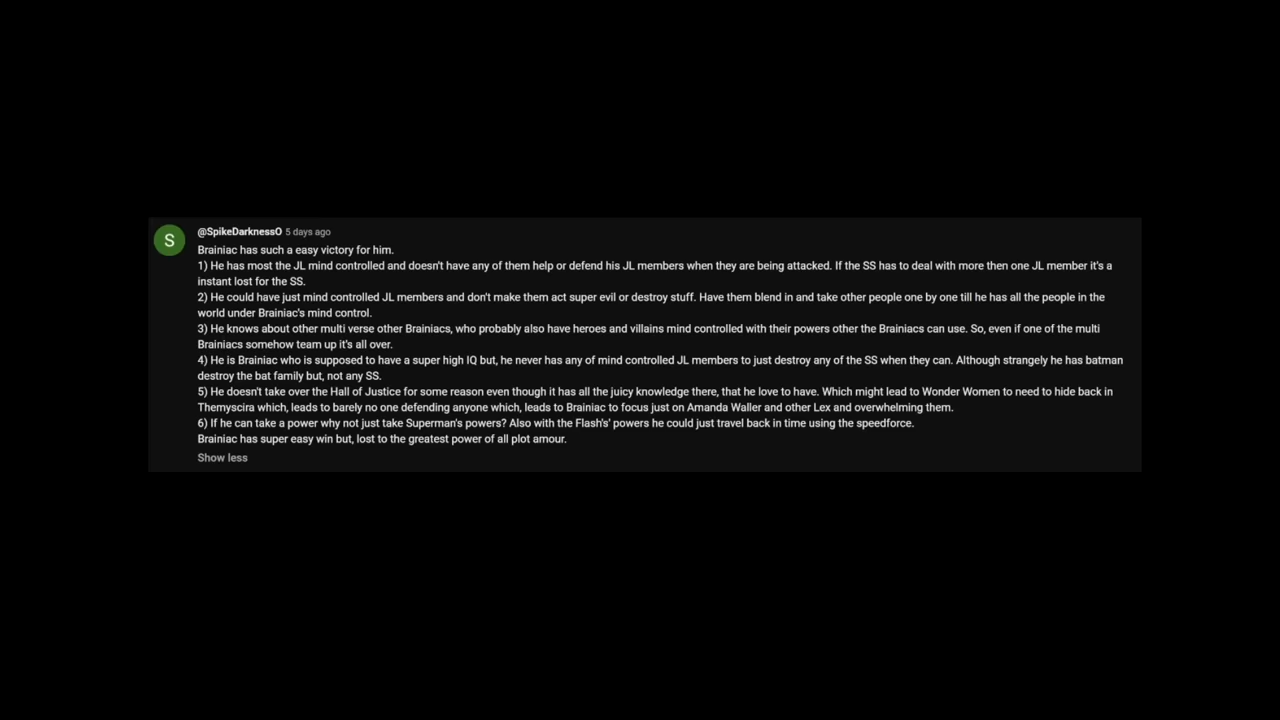 S
@SpikeDarknessO 5 days ago
Brainiac has such a easy victory for him.
1) He has most the JL mind controlled and doesn't have any of them help or defend his JL members when they are being attacked. If the SS has to deal with more then one JL member it's a
instant lost for the SS.
2) He could have just mind controlled JL members and don't make them act super evil or destroy stuff. Have them blend in and take other people one by one till he has all the people in the
world under Brainiac's mind control.
3) He knows about other multi verse other Brainiacs, who probably also have heroes and villains mind controlled with their powers other the Brainiacs can use. So, even if one of the multi
Brainiacs somehow team up it's all over.
4) He is Brainiac who is supposed to have a super high IQ but, he never has any of mind controlled JL members to just destroy any of the SS when they can. Although strangely he has batman
destroy the bat family but, not any SS.
5) He doesn't take over the Hall of Justice for some reason even though it has all the juicy knowledge there, that he love to have. Which might lead to Wonder Women to need to hide back in
Themyscira which, leads to barely no one defending anyone which, leads to Brainiac to focus just on Amanda Waller and other Lex and overwhelming them.
6) If he can take a power why not just take Superman's powers? Also with the Flash's' powers he could just travel back in time using the speedforce.
Brainiac has super easy win but, lost to the greatest power of all plot amour.
Show less